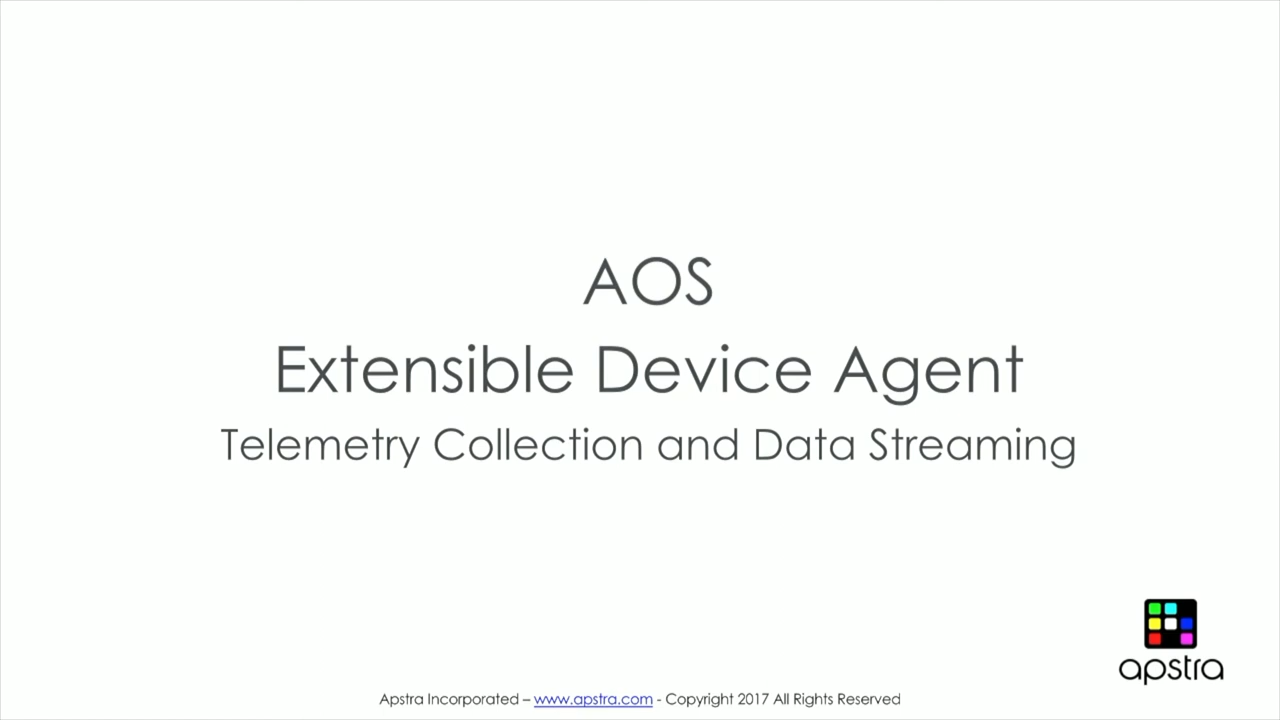 AOS
Extensible Device Agent
Telemetry Collection and Data Streaming
apstra
Apstra Incorporated – www.apstra.com - Copyright 2017 All Rights Reserved